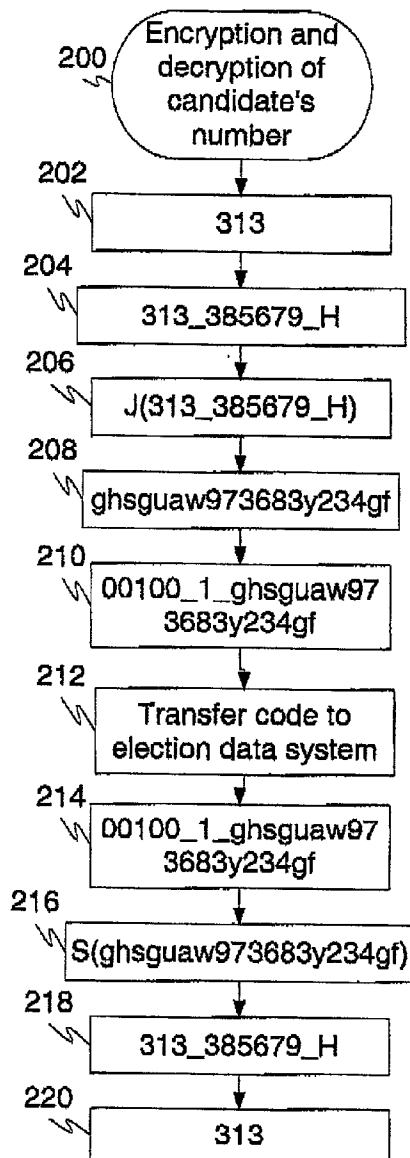 Encryption and
200
decryption of
candidate's
number
202
313
204
313_385679_H
206
J(313_385679_H)
208
ghsguaw973683y234gf
210
00100_1_ghsguaw97
3683y234gf
212
Transfer code to
election data system
214
00100_1_ghsguaw97
3683y234gf
216
S(ghsguaw973683y234gf)
218
313_385679_H
220
313